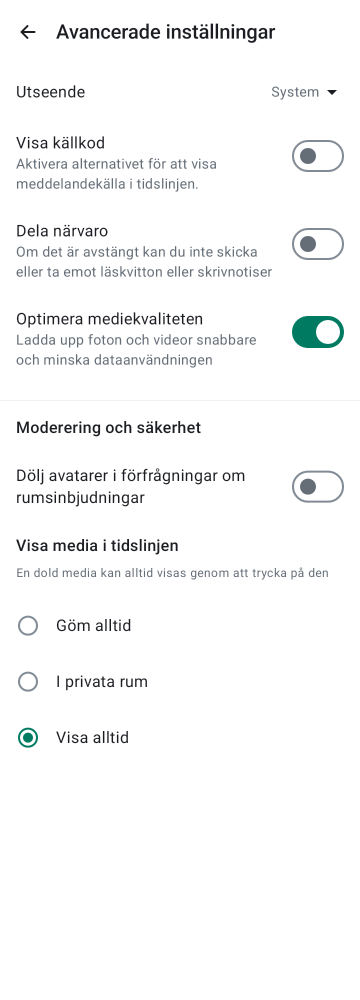 Avancerade inställningar
Utseende System
Visa källkod
Aktivera alternativet för att visa
meddelandekälla i tidslinjen.
Dela närvaro
Om det är avstängt kan du inte skicka
eller ta emot läskvitton eller skrivnotiser
Optimera mediekvaliteten
Ladda upp foton och videor snabbare
och minska dataanvändningen
Moderering och säkerhet
Dölj avatarer i förfrågningar om
rumsinbjudningar
Visa media i tidslinjen
En dold media kan alltid visas genom att trycka på den
Göm alltid
I privata rum
Visa alltid